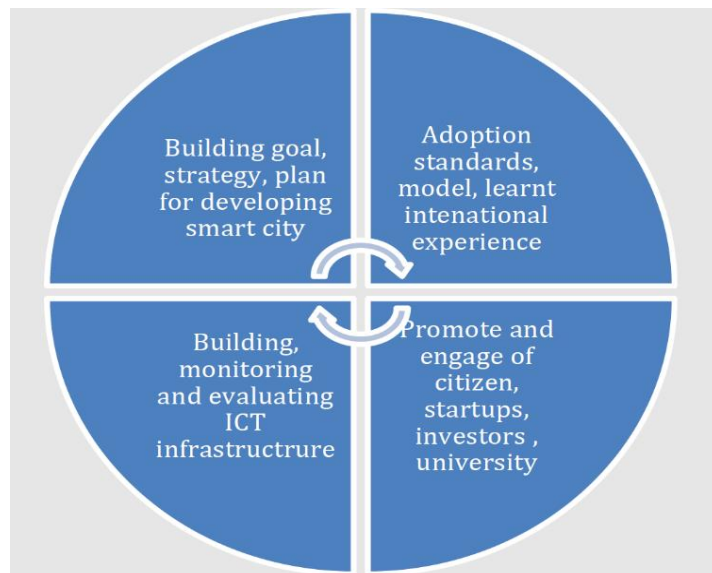 Building goal,
strategy, plan
for developing
smart city
Adoption
standards,
model, learnt
intenational
experience
Promote and
engage of
citizen,
startups,
investors ,
university
Building,
monitoring
and evaluating
ICT
infrastructrure